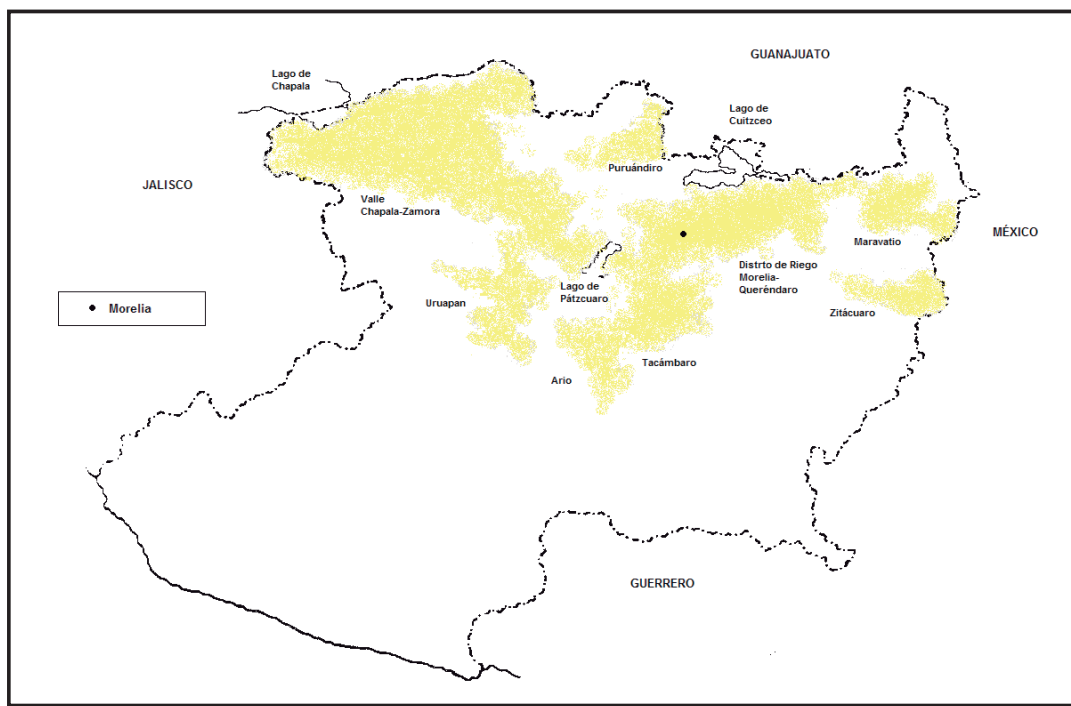 GUANAJUATO
Lago de
Chapala
Lago de
Cuitzceo
Puruándiro
JALISCO
Valle
Chapala-Zamora
MÉXICO
Maravatio
Distrto de Riego
Morelia-
Queréndaro
Lago de
Pátzcuaro
Uruapan
Zitácuaro
Morelia
Tacámbaro
Ario
GUERRERO